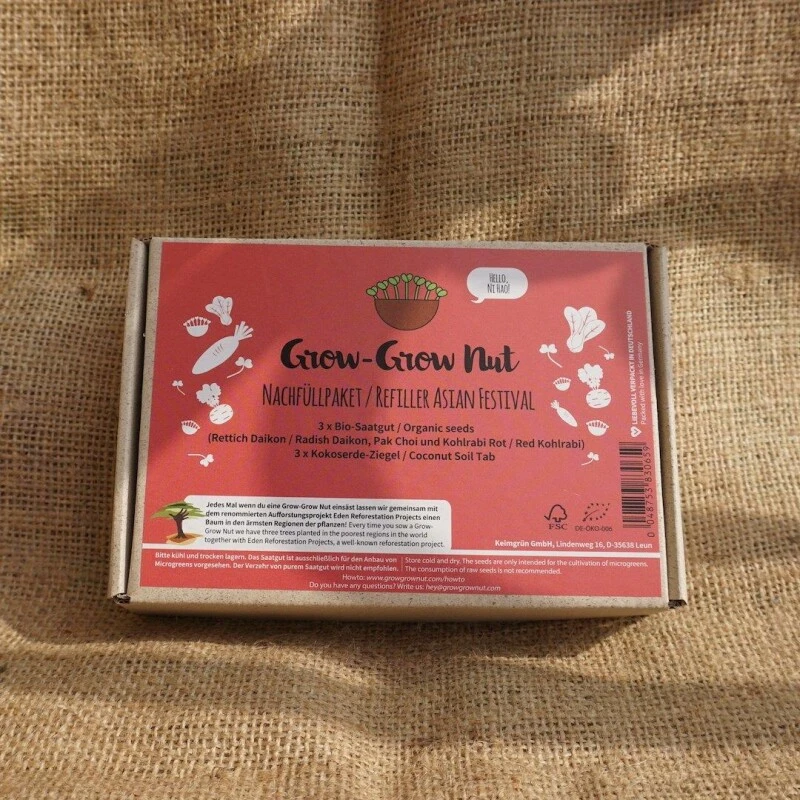 HELLO,
NI HAO!
Grow-Grow Nut
NACHFÜLLPAKET / REFILLER ASIAN FESTIVAL
3 x Bio-Saatgut / Organic seeds
(Rettich Daikon / Radish Daikon, Pak Choi und Kohlrabi Rot / Red Kohlrabi)
3 x Kokoserde-Ziegel / Coconut Soil Tab
LIEBEVOLL VERPACKT IN DEUTSCHLAND
Packed with love in Germany
0 048753 830659
Jedes Mal wenn du eine Grow-Grow Nut einsäst lassen wir gemeinsam mit
dem renommierten Aufforstungsprojekt Eden Reforestation Projects einen
Baum in den ärmsten Regionen der pflanzen! Every time you sow a Grow-
Grow Nut we have three trees planted in the poorest regions in the world
together with Eden Reforestation Projects, a well-known reforestation project.
FSC
DE-ÖKO-006
Keimgrün GmbH, Lindenweg 16, D-35638 Leun
Bitte kühl und trocken lagern. Das Saatgut ist ausschließlich für den Anbau von
Microgreens vorgesehen. Der Verzehr von purem Saatgut wird nicht empfohlen.
Store cold and dry. The seeds are only intended for the cultivation of microgreens.
The consumption of raw seeds is not recommended.
Howto: www.growgrownut.com/howto
Do you have any questions? Write us: hey@growgrownut.com